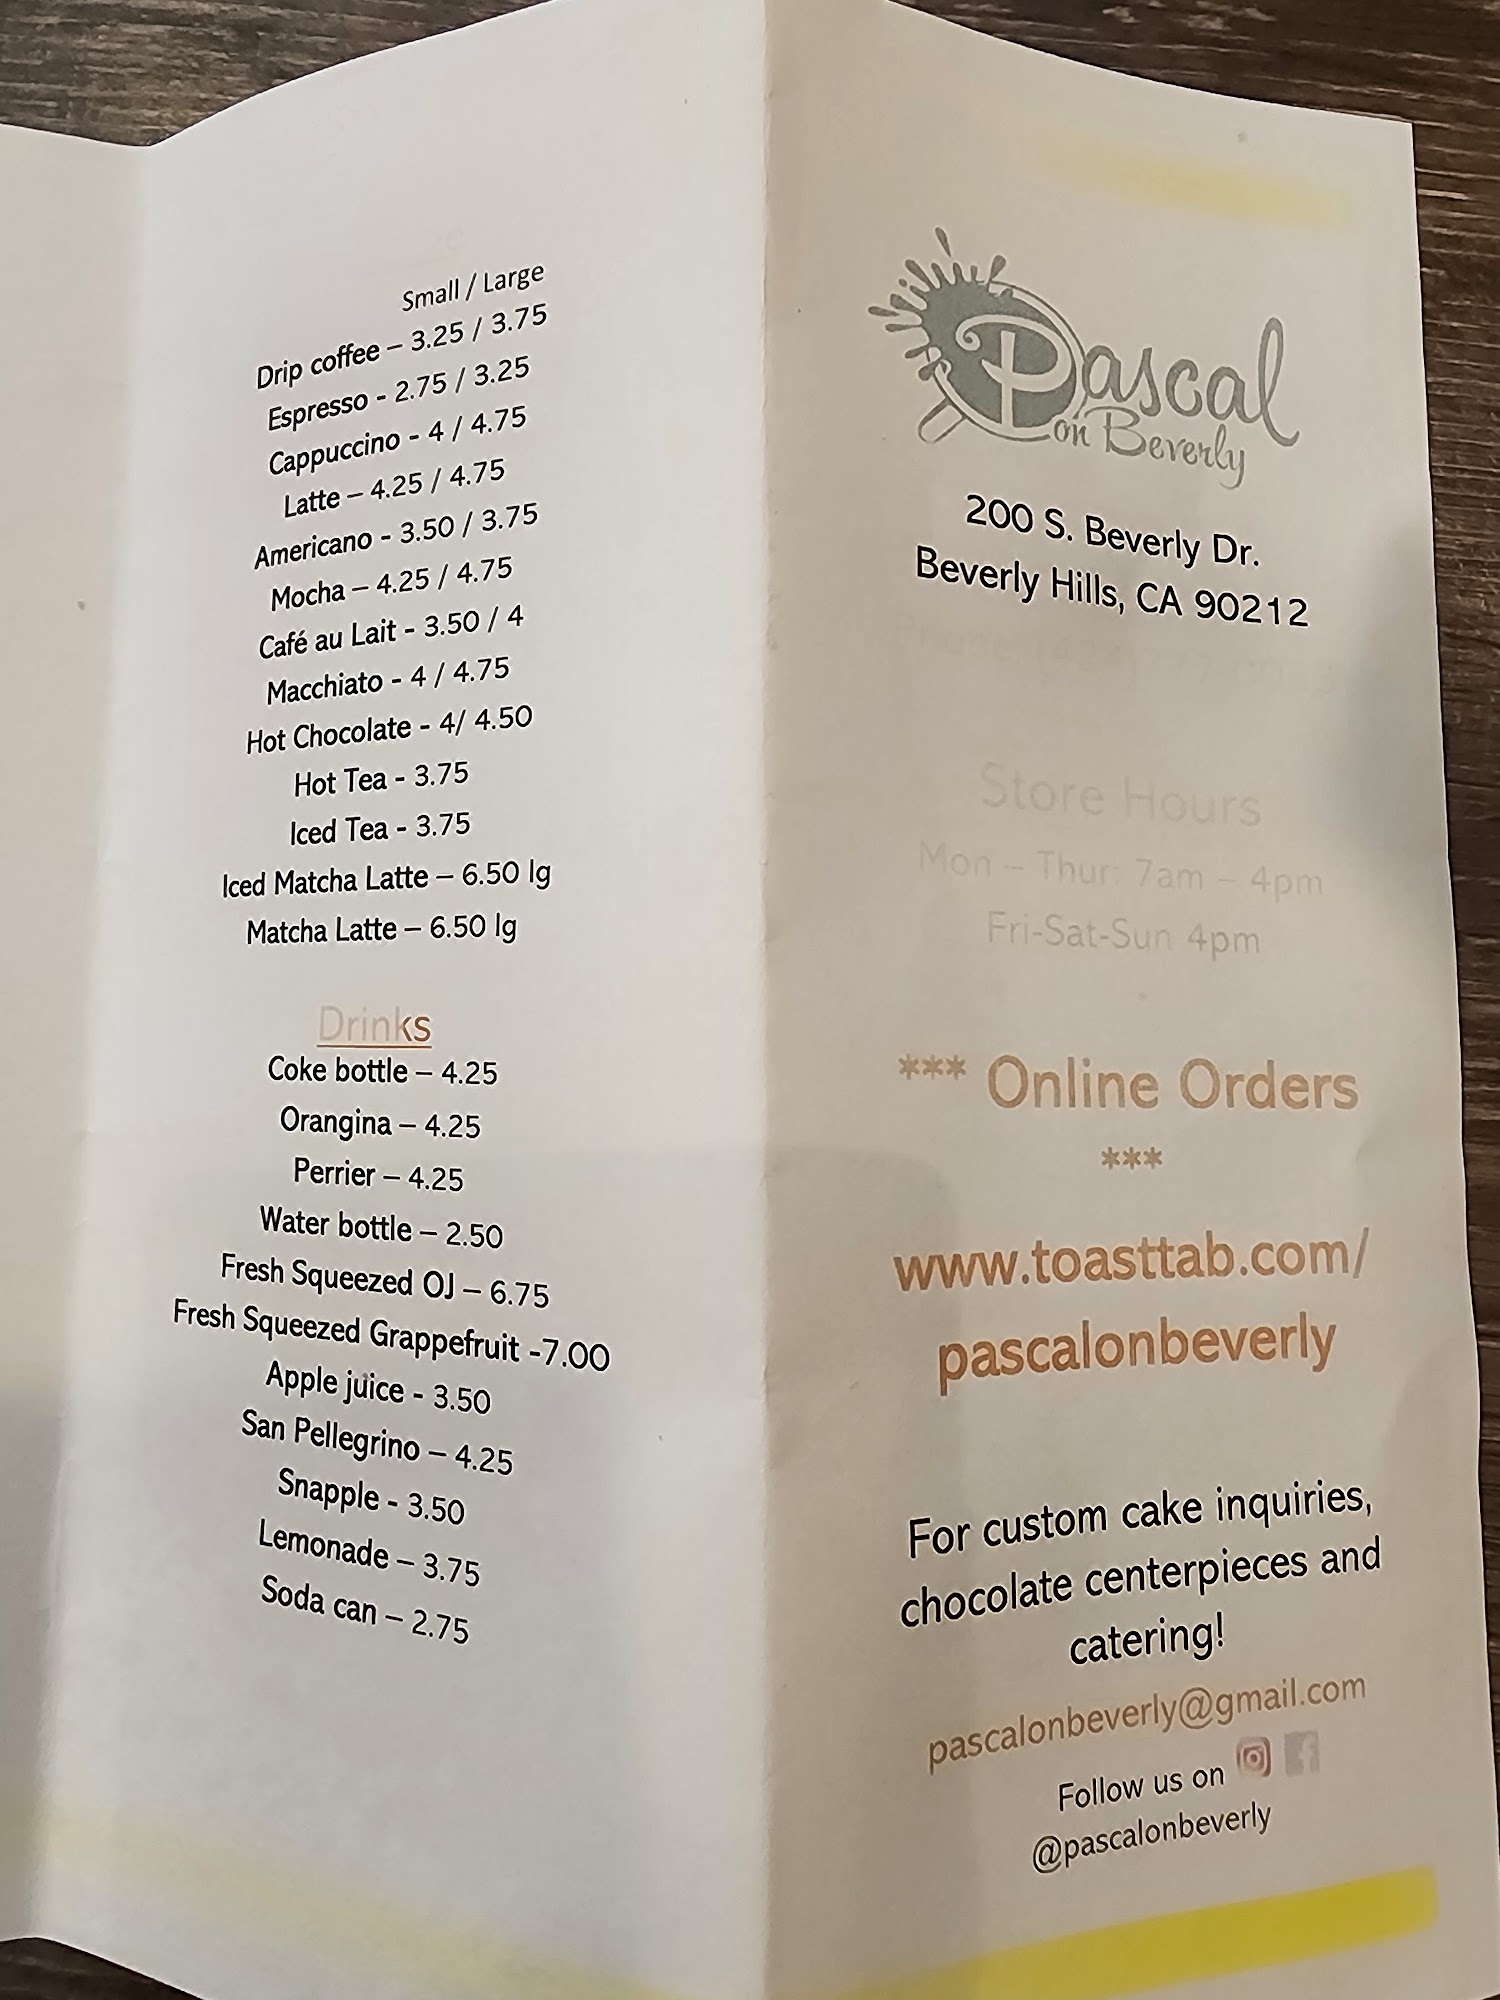 Small / Large
Drip coffee – 3.25 / 3.75
Espresso - 2.75 / 3.25
Cappuccino - 4 / 4.75
Latte – 4.25 / 4.75
Americano - 3.50 / 3.75
Mocha – 4.25 / 4.75
Café au Lait - 3.50 / 4
Macchiato - 4 / 4.75
Hot Chocolate - 4/ 4.50
Hot Tea - 3.75
Iced Tea - 3.75
Iced Matcha Latte – 6.50 lg
Matcha Latte – 6.50 lg
Drinks
Coke bottle – 4.25
Orangina – 4.25
Perrier – 4.25
Water bottle – 2.50
Fresh Squeezed OJ – 6.75
Fresh Squeezed Grappefruit -7.00
Apple juice - 3.50
San Pellegrino – 4.25
Snapple - 3.50
Lemonade – 3.75
Soda can – 2.75
Pascal
on Beverly
200 S. Beverly Dr.
Beverly Hills, CA 90212
Store Hours
Mon – Thur: 7am – 4pm
Fri-Sat-Sun 4pm
*** Online Orders
***
www.toasttab.com/
pascalonbeverly
For custom cake inquiries,
chocolate centerpieces and
catering!
pascalonbeverly@gmail.com
Follow us on
@pascalonbeverly